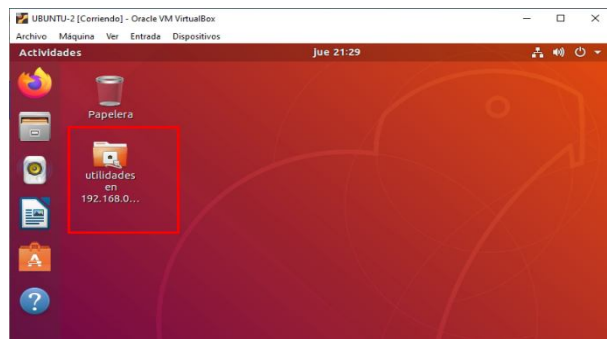 UBUNTU-2 [Corriendo] - Oracle VM VirtualBox
Archivo Máquina Ver Entrada Dispositivos
Actividades jue 21:29
Papelera
utilidades
en
192.168.0...